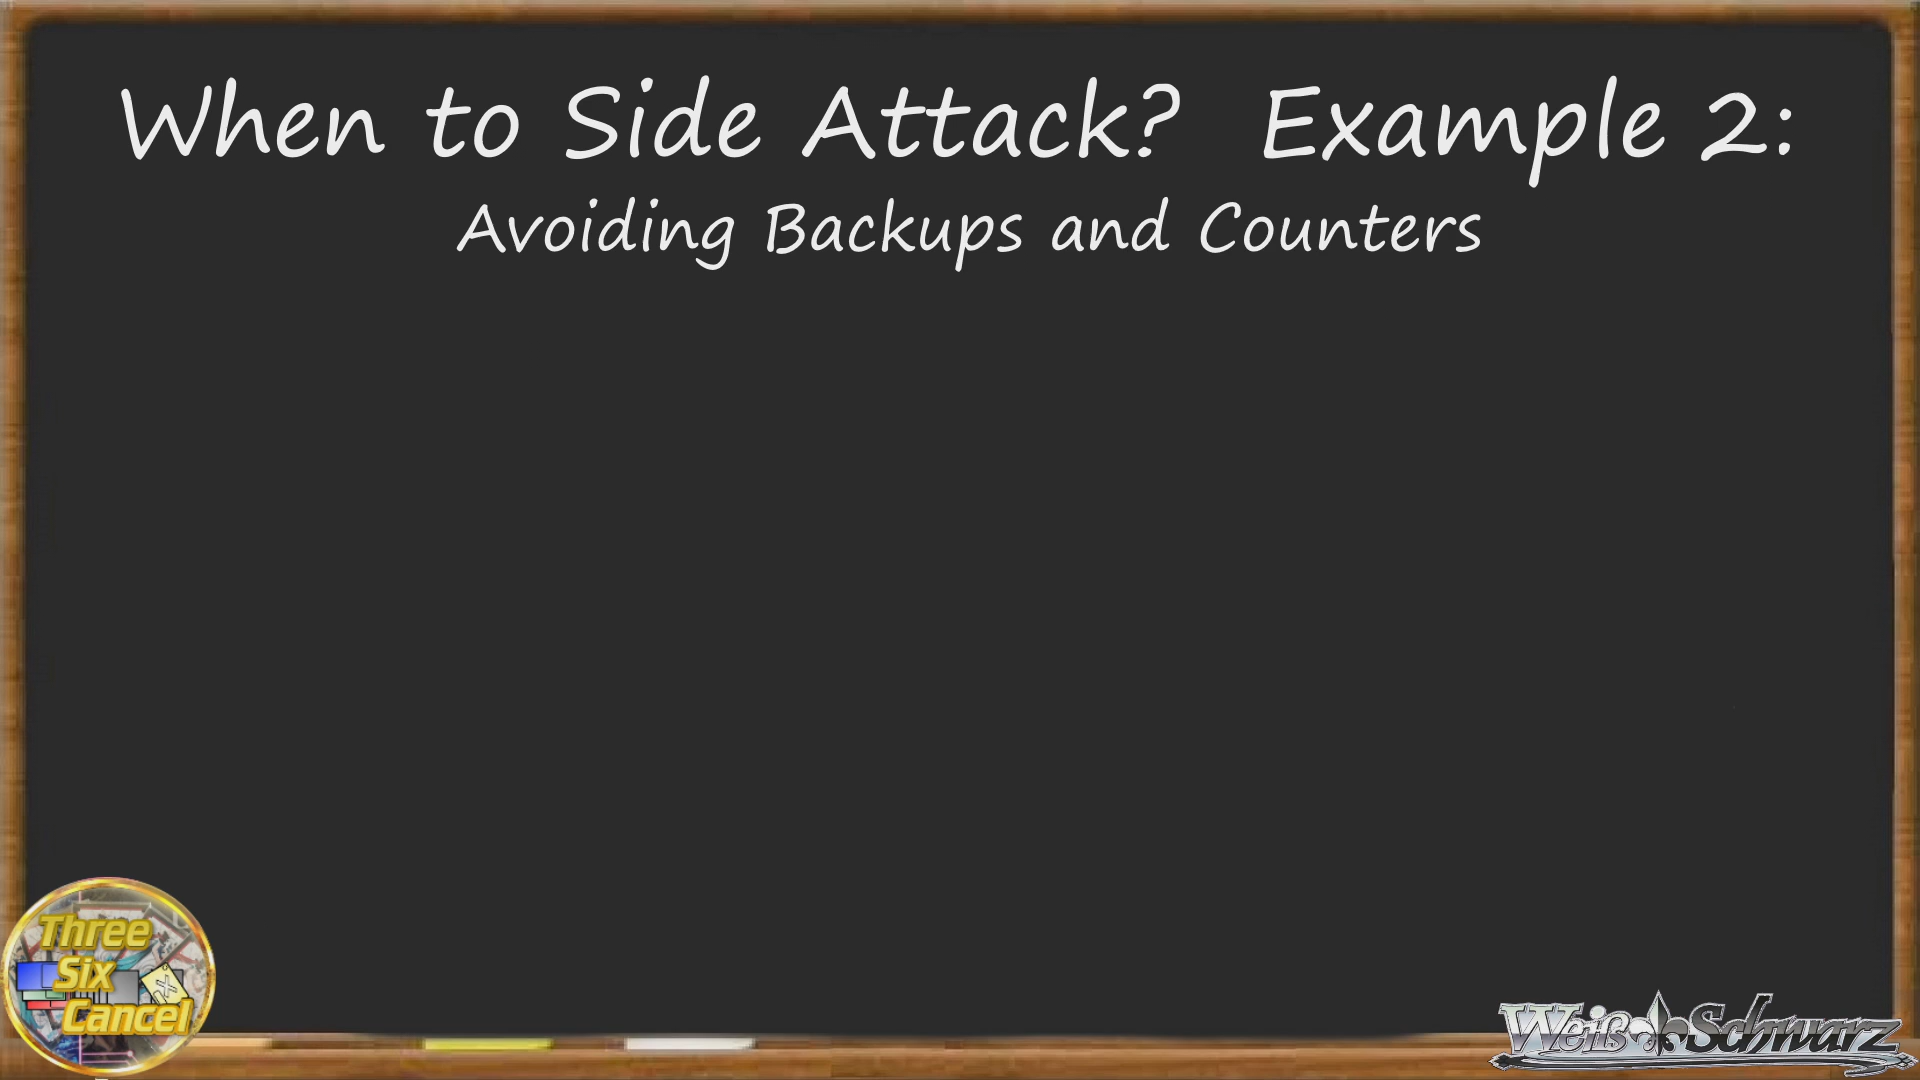 When to Side Attack?  Example 2:
Avoiding Backups and Counters
Three
Six
Cancel
Weiß Schwarz